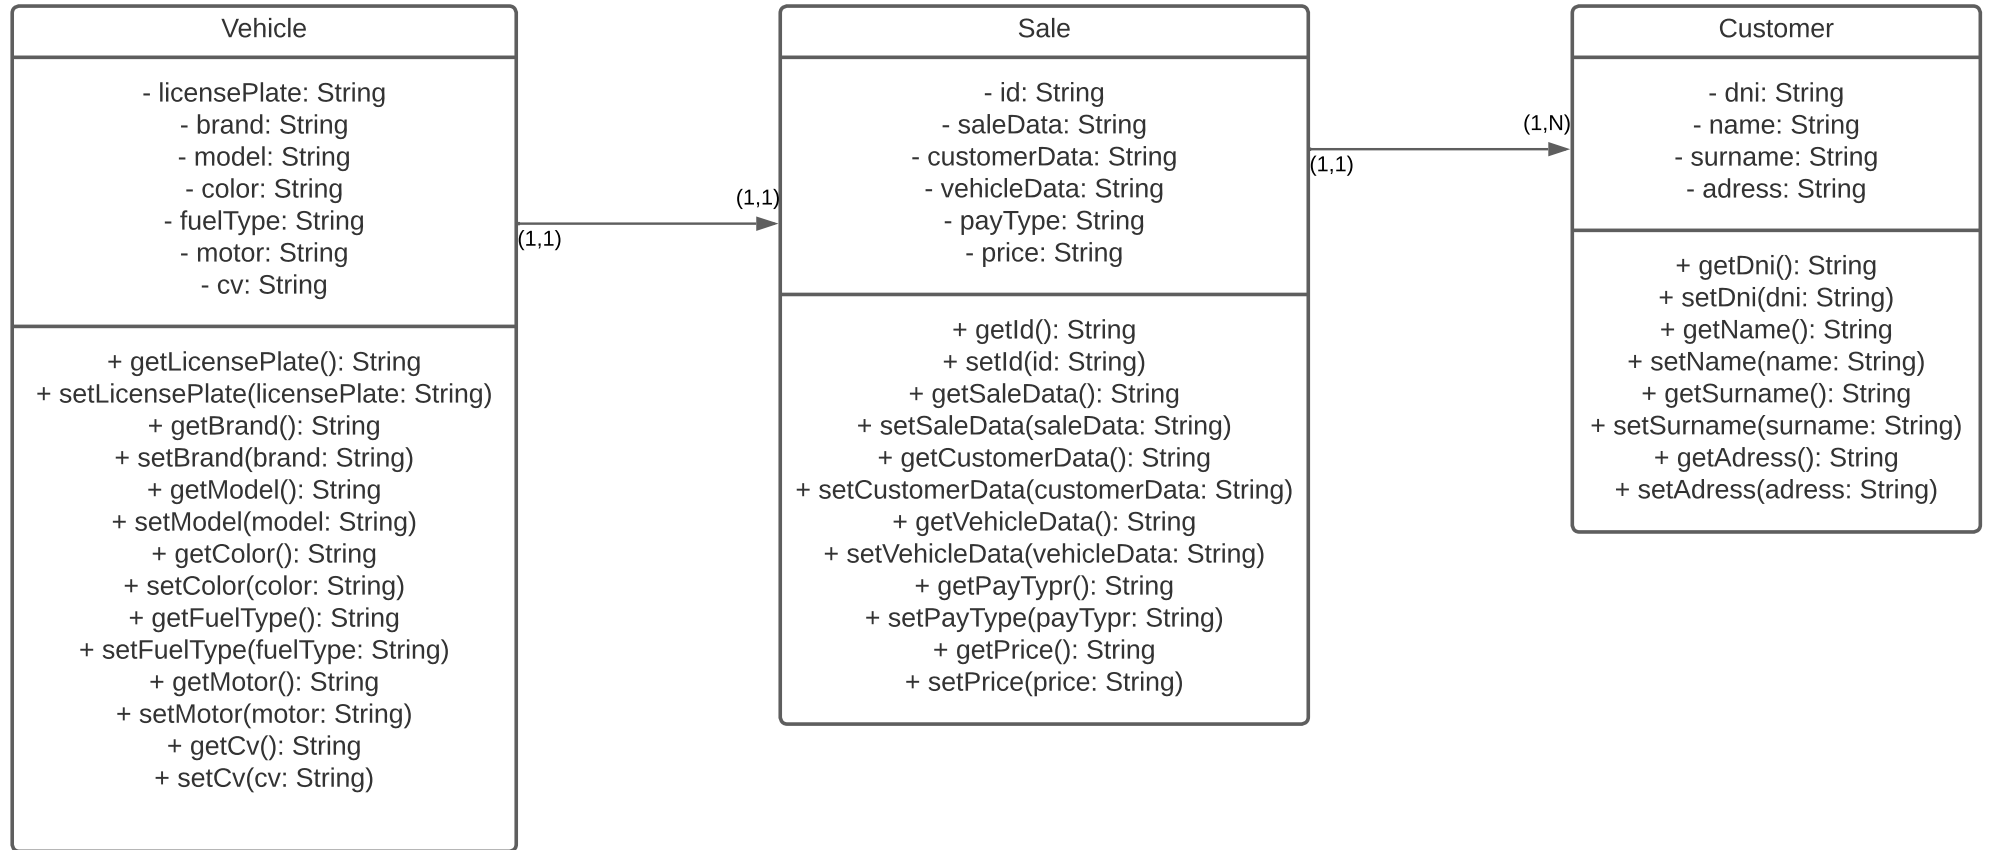 Vehicle
- licensePlate: String
- brand: String
- model: String
- color: String
- fuelType: String
- motor: String
- cv: String
+ getLicensePlate(): String
+ setLicensePlate(licensePlate: String)
+ getBrand(): String
+ setBrand(brand: String)
+ getModel(): String
+ setModel(model: String)
+ getColor(): String
+ setColor(color: String)
+ getFuelType(): String
+ setFuelType(fuelType: String)
+ getMotor(): String
+ setMotor(motor: String)
+ getCv(): String
+ setCv(cv: String)
(1,1)
(1,1)
Sale
- id: String
- saleData: String
- customerData: String
- vehicleData: String
- payType: String
- price: String
+ getId(): String
+ setId(id: String)
+ getSaleData(): String
+ setSaleData(saleData: String)
+ getCustomerData(): String
+ setCustomerData(customerData: String)
+ getVehicleData(): String
+ setVehicleData(vehicleData: String)
+ getPayTypr(): String
+ setPayType(payTypr: String)
+ getPrice(): String
+ setPrice(price: String)
(1,N)
(1,1)
Customer
- dni: String
- name: String
- surname: String
- adress: String
+ getDni(): String
+ setDni(dni: String)
+ getName(): String
+ setName(name: String)
+ getSurname(): String
+ setSurname(surname: String)
+ getAdress(): String
+ setAdress(adress: String)